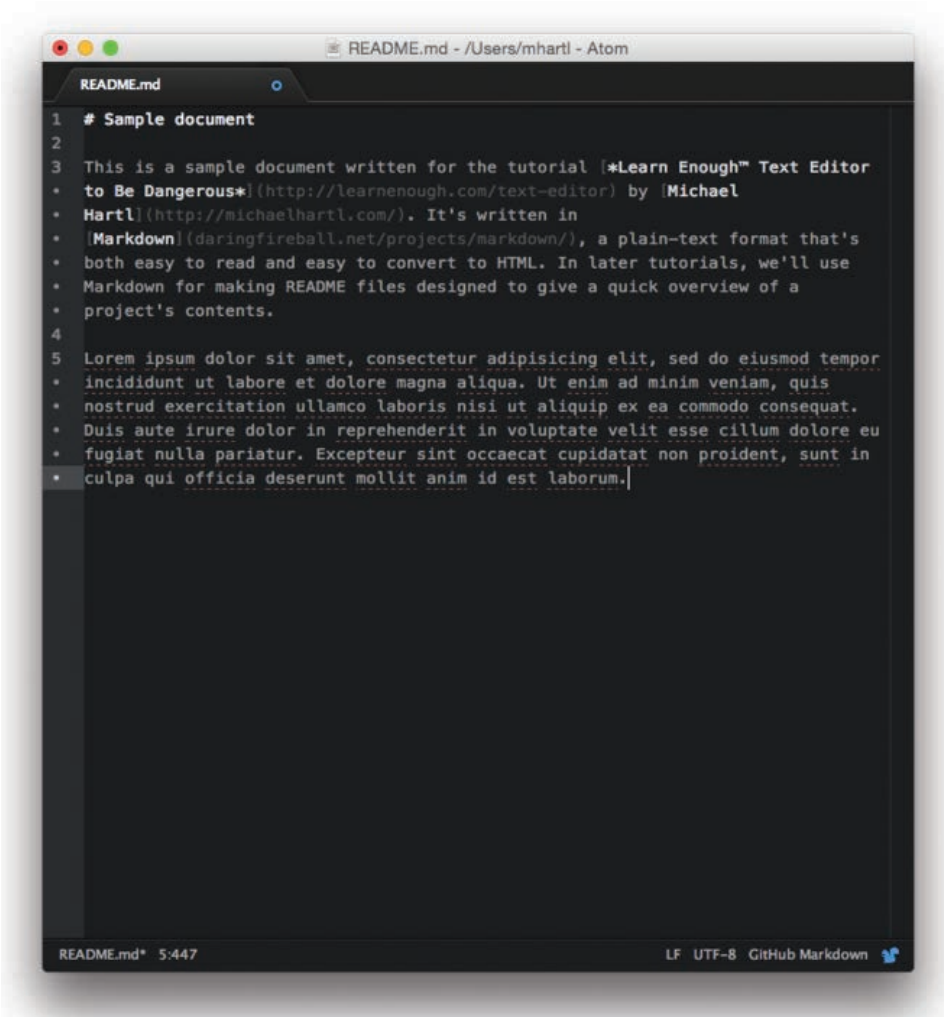 README.md - /Users/mhartl - Atom
README.md
1 # Sample document
2
3 This is a sample document written for the tutorial [*Learn Enough™ Text Editor
• to Be Dangerous*](http://learnenough.com/text-editor) by [Michael
• Hartl](http://michaelhartl.com/). It's written in
• [Markdown](daringfireball.net/projects/markdown/), a plain-text format that's
• both easy to read and easy to convert to HTML. In later tutorials, we'll use
• Markdown for making README files designed to give a quick overview of a
• project's contents.
4
5 Lorem ipsum dolor sit amet, consectetur adipisicing elit, sed do eiusmod tempor
• incididunt ut labore et dolore magna aliqua. Ut enim ad minim veniam, quis
• nostrud exercitation ullamco laboris nisi ut aliquip ex ea commodo consequat.
• Duis aute irure dolor in reprehenderit in voluptate velit esse cillum dolore eu
• fugiat nulla pariatur. Excepteur sint occaecat cupidatat non proident, sunt in
• culpa qui officia deserunt mollit anim id est laborum.
README.md* 5:447 LF UTF-8 GitHub Markdown